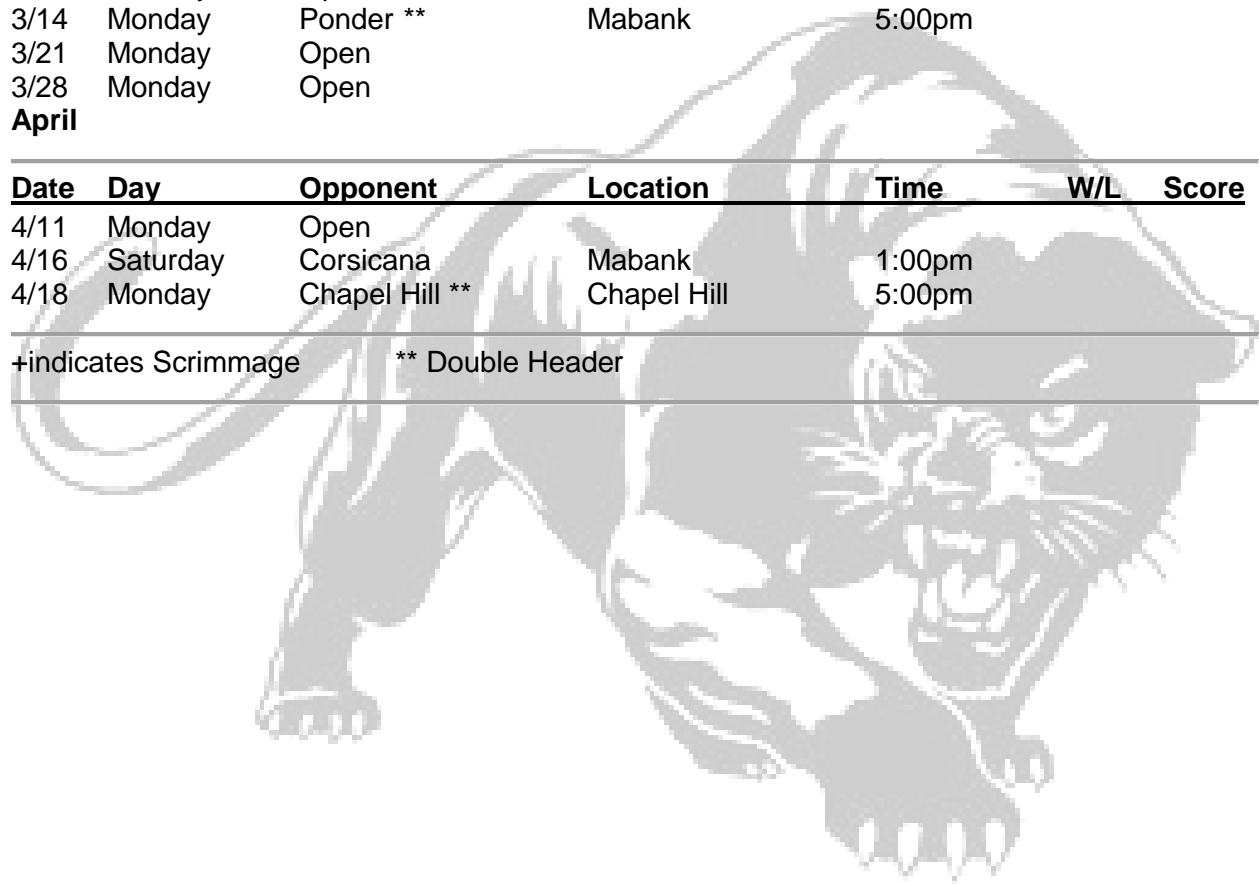 3/14 Monday Ponder ** Mabank 5:00pm
3/21 Monday Open
3/28 Monday Open
April
Date Day Opponent Location Time W/L Score
4/11 Monday Open
4/16 Saturday Corsicana Mabank 1:00pm
4/18 Monday Chapel Hill ** Chapel Hill 5:00pm
+indicates Scrimmage ** Double Header